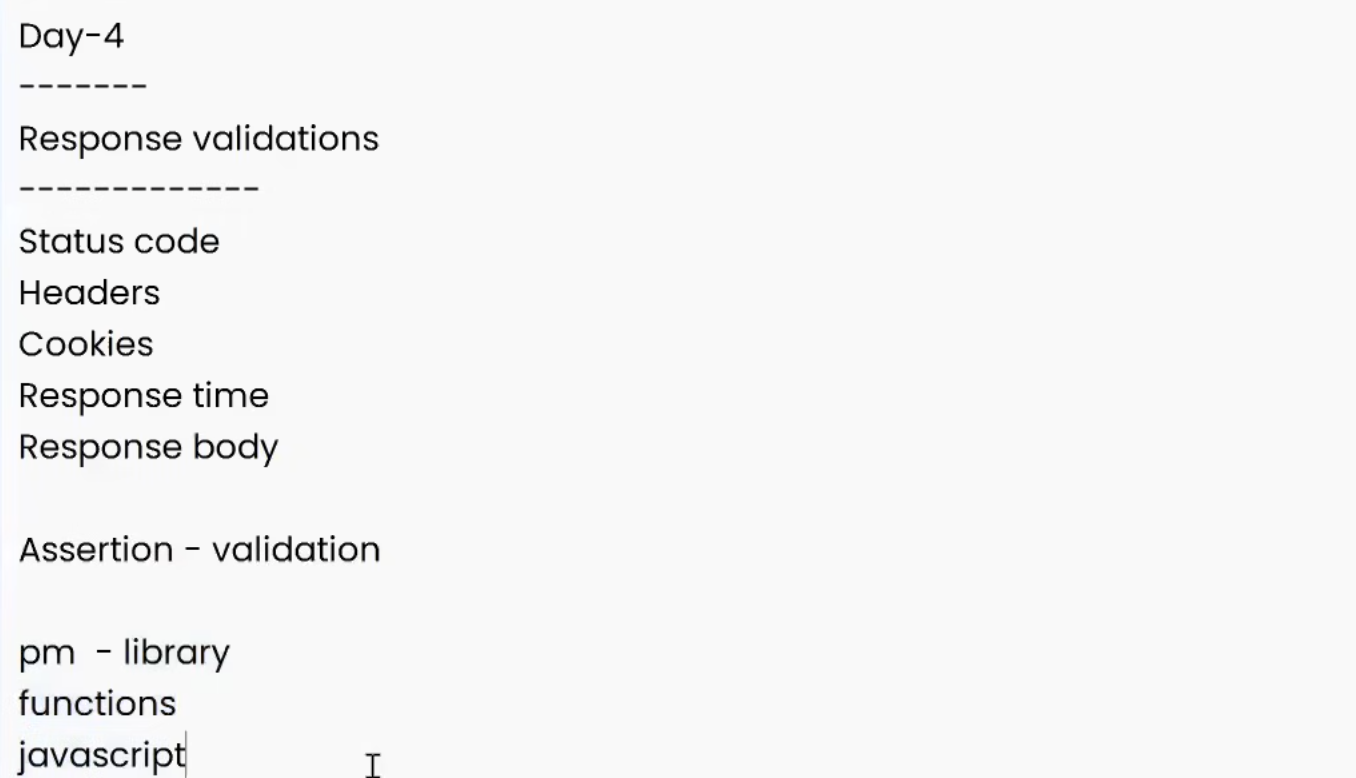 Day-4
-------
Response validations
-------------
Status code
Headers
Cookies
Response time
Response body
Assertion - validation
pm  - library
functions
javascript